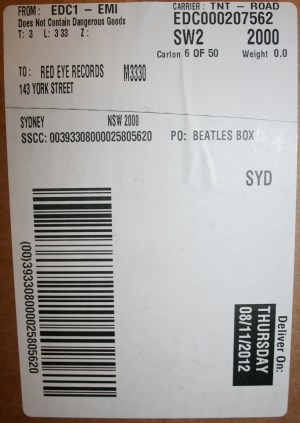 FROM: EDC1 - EMI
Does Not Contain Dangerous Goods
T: 3 L: 3 33 Z:
CARRIER: TNT - ROAD
EDC000207562
SW2 2000
Carton 6 OF 50 Weight 0.0
TO: RED EYE RECORDS M3330
143 YORK STREET
SYDNEY NSW 2000
SSCC: 00393308000025805620 PO: BEATLES BOX
SYD
(00)393308000025805620
Deliver On:
THURSDAY
08/11/2012